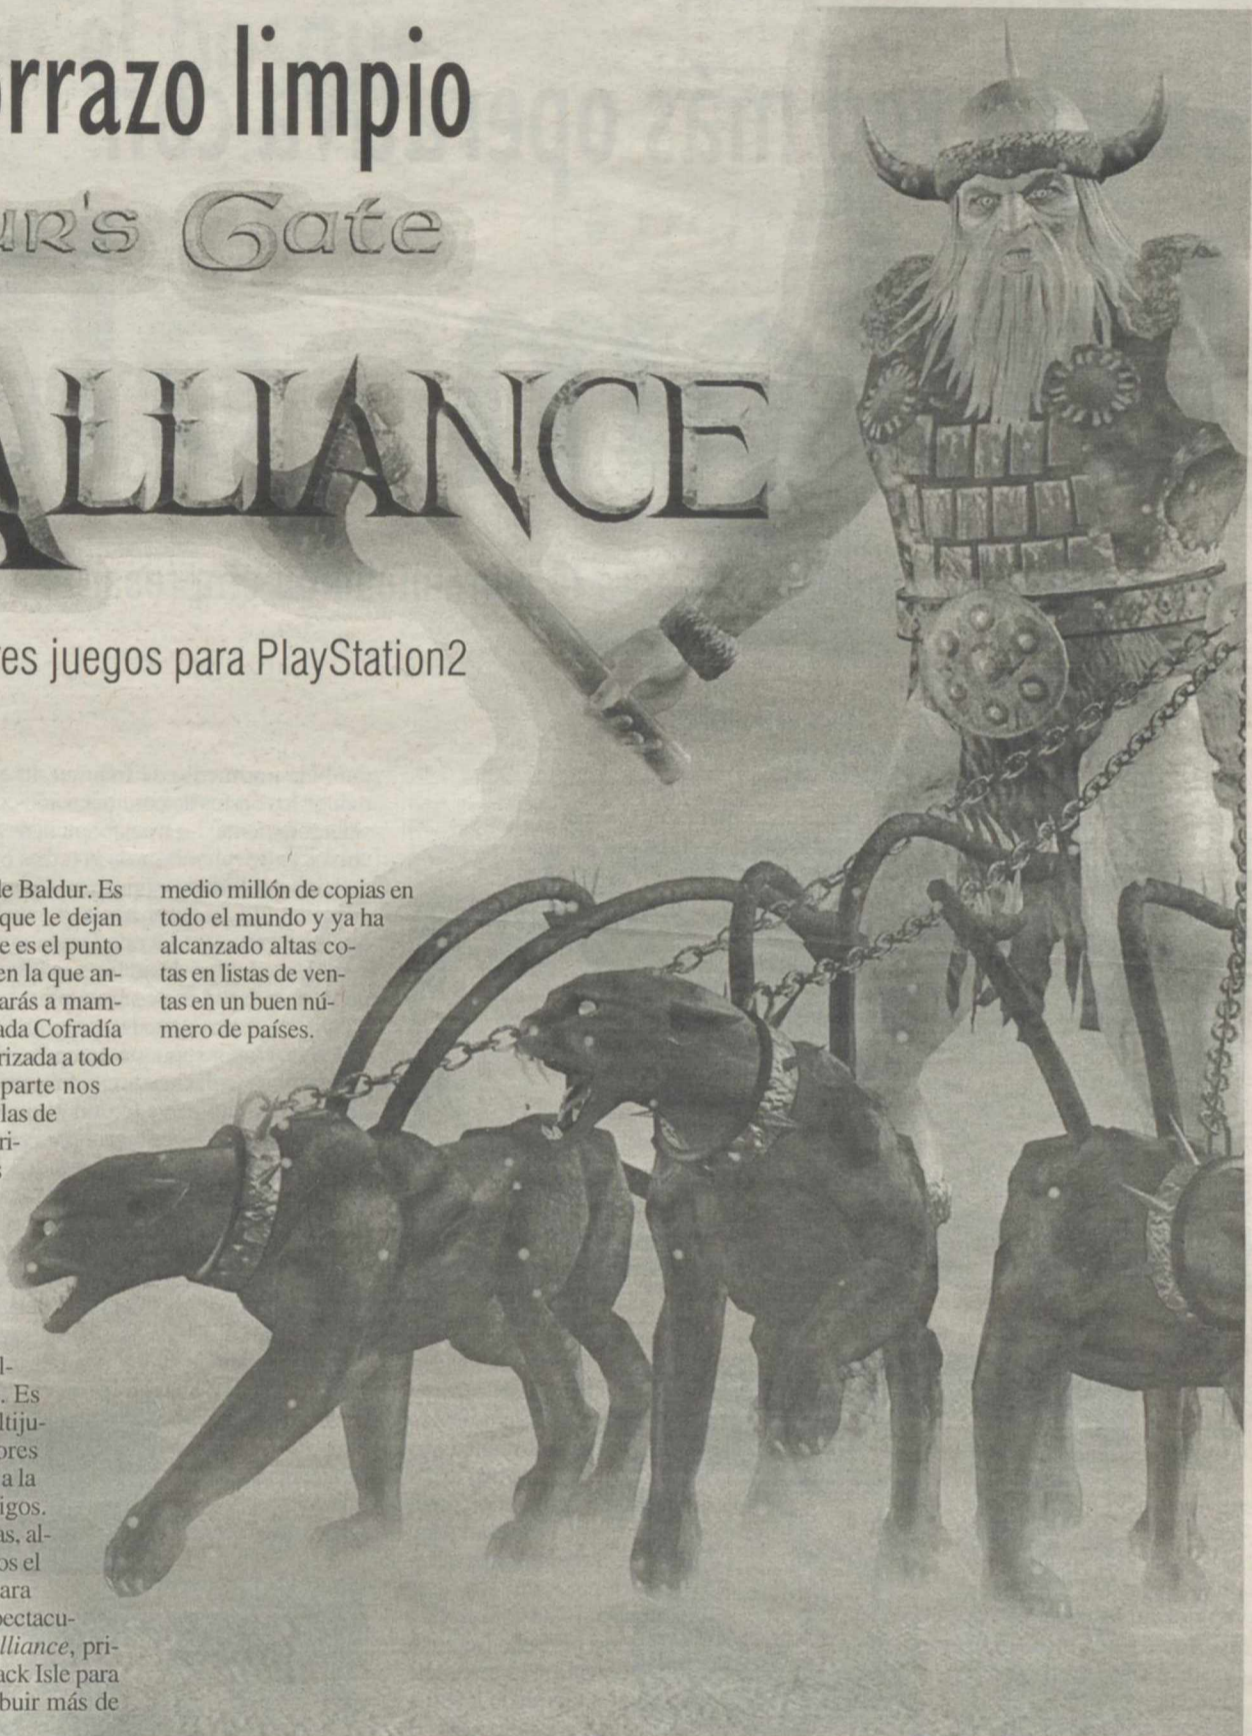 orrazo limpio
ur's Gate
ALLIANCE
res juegos para PlayStation2
de Baldur. Es
que le dejan
e es el punto
en la que an-
arás a mam-
ada Cofradía
rizada a todo
parte nos
las de
ri-
s
l-
. Es
ltiju-
ores
a la
igos.
as, al-
os el
ara
pectacu-
lliance, pri-
ack Isle para
buir más de
medio millón de copias en
todo el mundo y ya ha
alcanzado altas co-
tas en listas de ven-
tas en un buen nú-
mero de países.